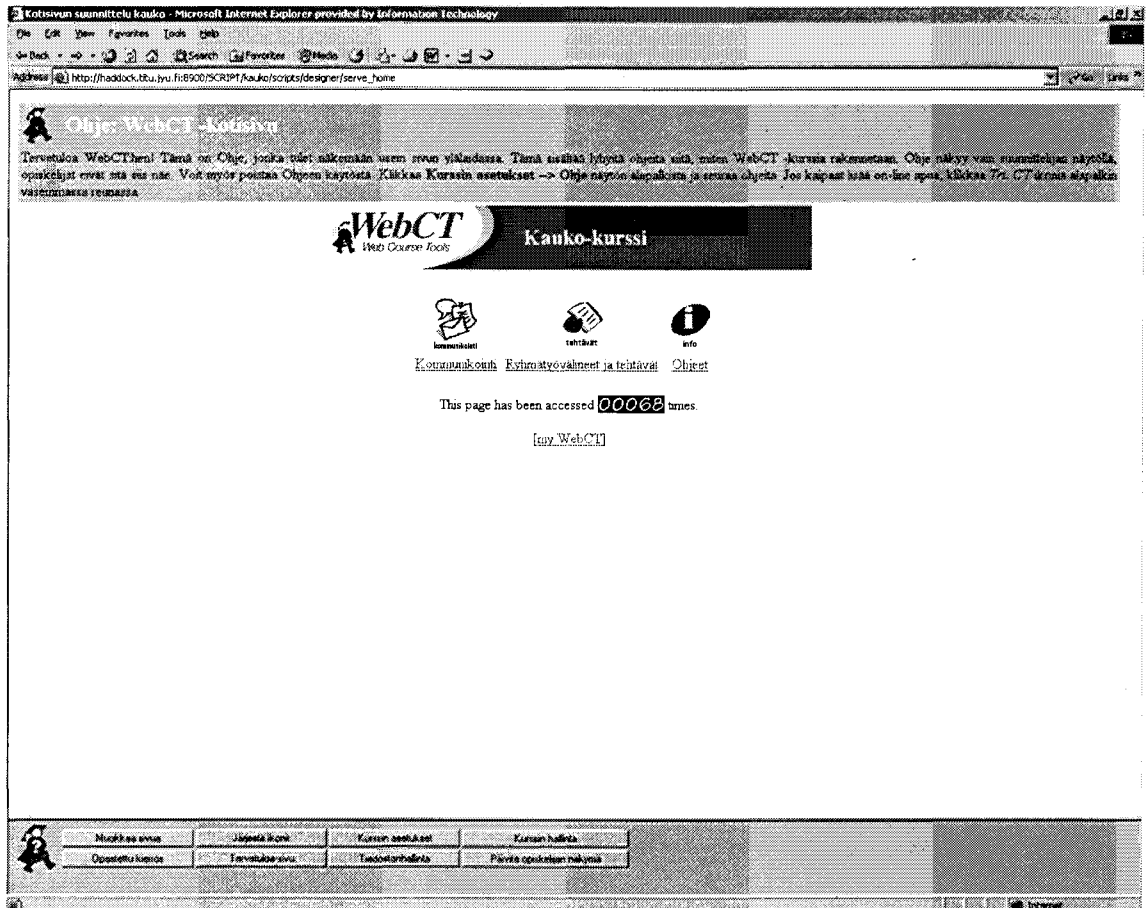 Kotisivun suunnittelu kauko - Microsoft Internet Explorer provided by Information Technology
File Edit View Favorites Tools Help
Back Search Favorites Media
Address http://haddock.titu.jyu.fi:8900/SCRIPT/kauko/scripts/designer/serve_home Go Links »
Ohje: WebCT -kotisivu
Tervetuloa WebCT:hen! Tämä on Ohje, jonka tulet näkemään usein sivun ylälaidassa. Tämä sisältää lyhyitä ohjeita siitä, miten WebCT -kurssia rakennetaan. Ohje näkyy vain suunnittelijan näytöllä,
opiskelijat eivät sitä siis näe. Voit myös poistaa Ohjeen käytöstä. Klikkaa Kurssin asetukset --> Ohje näytön alapalkista ja seuraa ohjeita. Jos kaipaat lisää on-line apua, klikkaa Try CT ikonia alapalkin
vasemmassa reunassa
WebCT
Web Course Tools
Kauko-kurssi
kommunikointi tehtävät info
Kommunikointi Ryhmätyövälineet ja tehtävät Ohjeet
This page has been accessed 00068 times.
[my WebCT]
Muokkaa sivua Järjestä ikonit Kurssin asetukset Kurssin hallinta
Opastettu kierros Tervetuloa-sivu Tiedostonhallinta Päivitä opiskelijan näkymä
Internet